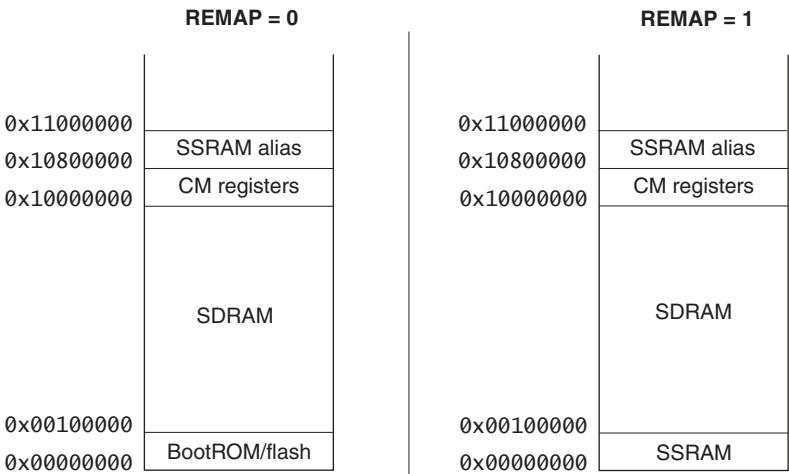 REMAP = 0
0x11000000
SSRAM alias
0x10800000
CM registers
0x10000000
SDRAM
0x00100000
BootROM/flash
0x00000000
REMAP = 1
0x11000000
SSRAM alias
0x10800000
CM registers
0x10000000
SDRAM
0x00100000
SSRAM
0x00000000